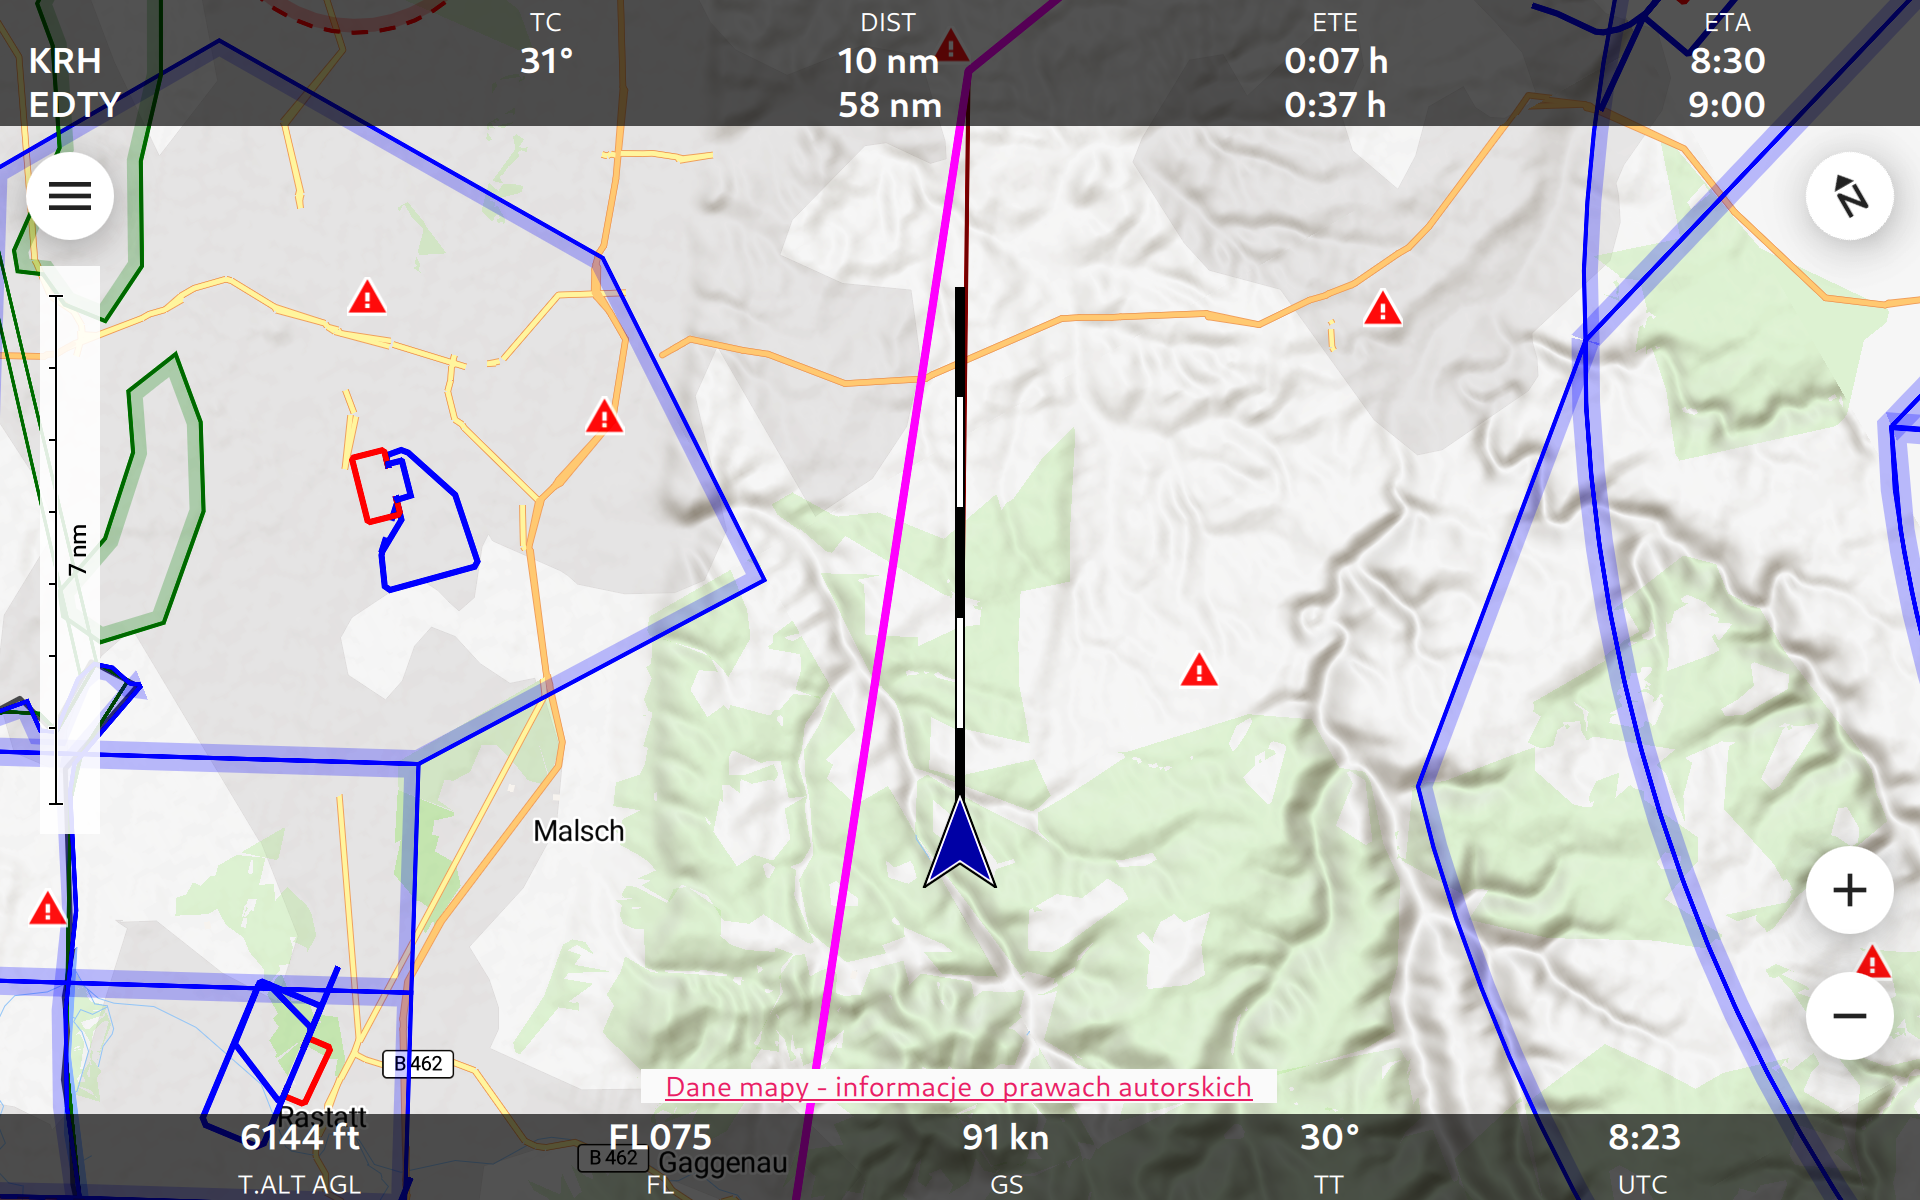 TC DIST ETE ETA
KRH 31° 10 nm 0:07 h 8:30
EDTY 58 nm 0:37 h 9:00
N
7 nm
Malsch
B 462
Dane mapy - informacje o prawach autorskich
Rastatt
6144 ft FL075 91 kn 30° 8:23
B 462 Gaggenau
T.ALT AGL FL GS TT UTC